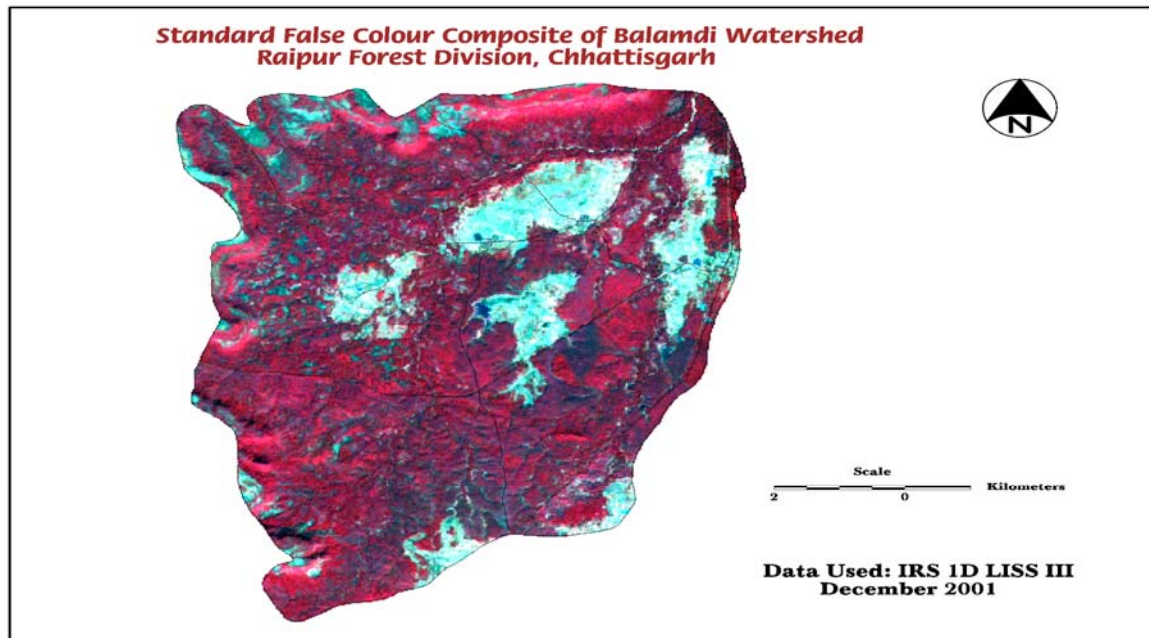 Standard False Colour Composite of Balamdi Watershed
Raipur Forest Division, Chhattisgarh
N
Scale
2 0 Kilometers
Data Used: IRS 1D LISS III
December 2001